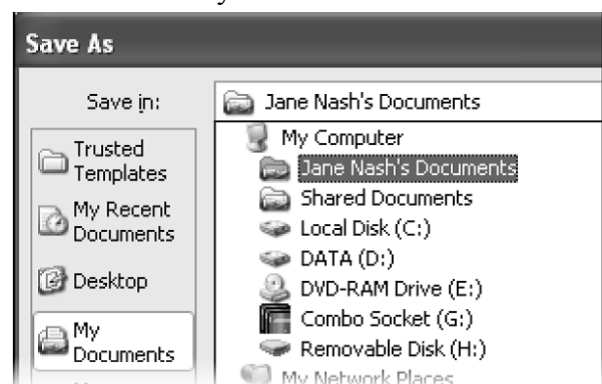 Save As
Save in:
Jane Nash's Documents
Trusted
Templates
My Recent
Documents
Desktop
My
Documents
My Computer
Jane Nash's Documents
Shared Documents
Local Disk (C:)
DATA (D:)
DVD-RAM Drive (E:)
Combo Socket (G:)
Removable Disk (H:)
My Network Places